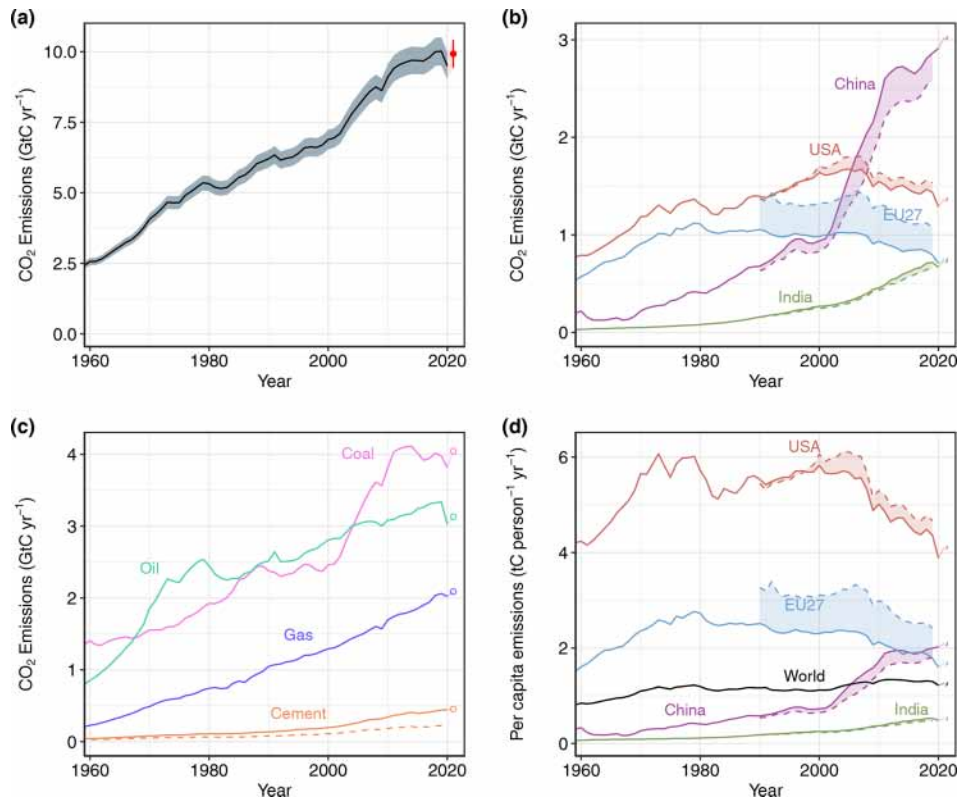 (a)
10.0
7.5
5.0
2.5
0.0
CO₂ Emissions (GtC yr⁻¹)
1960 1980 2000 2020
Year
(b)
3
2
1
0
CO₂ Emissions (GtC yr⁻¹)
China
USA
EU27
India
1960 1980 2000 2020
Year
(c)
4
3
2
1
0
CO₂ Emissions (GtC yr⁻¹)
Coal
Oil
Gas
Cement
1960 1980 2000 2020
Year
(d)
6
4
2
0
Per capita emissions (tC person⁻¹ yr⁻¹)
USA
EU27
World
China
India
1960 1980 2000 2020
Year